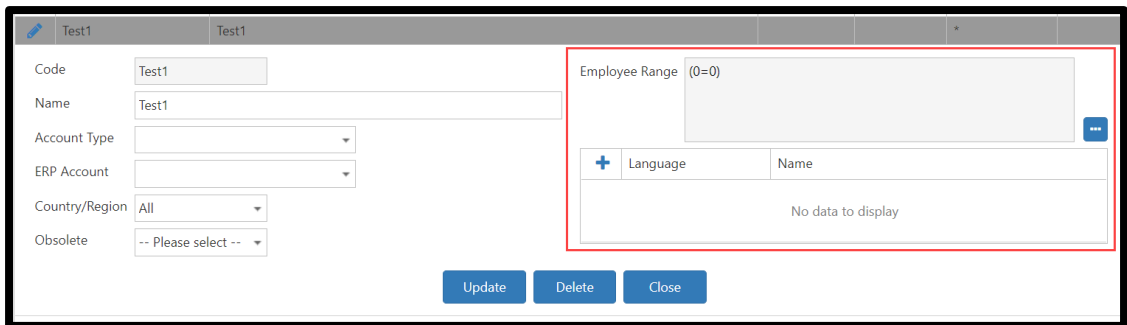 Test1 Test1 *
Code Test1
Name Test1
Account Type
ERP Account
Country/Region All
Obsolete -- Please select --
Employee Range (0=0)
Language Name
No data to display
Update Delete Close